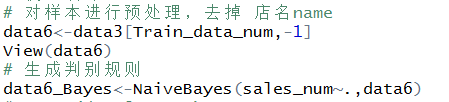 # 对样本进行预处理，去掉 店名name
data6<-data3[Train_data_num,-1]
View(data6)
# 生成判别规则
data6_Bayes<-NaiveBayes(sales_num~.,data6)